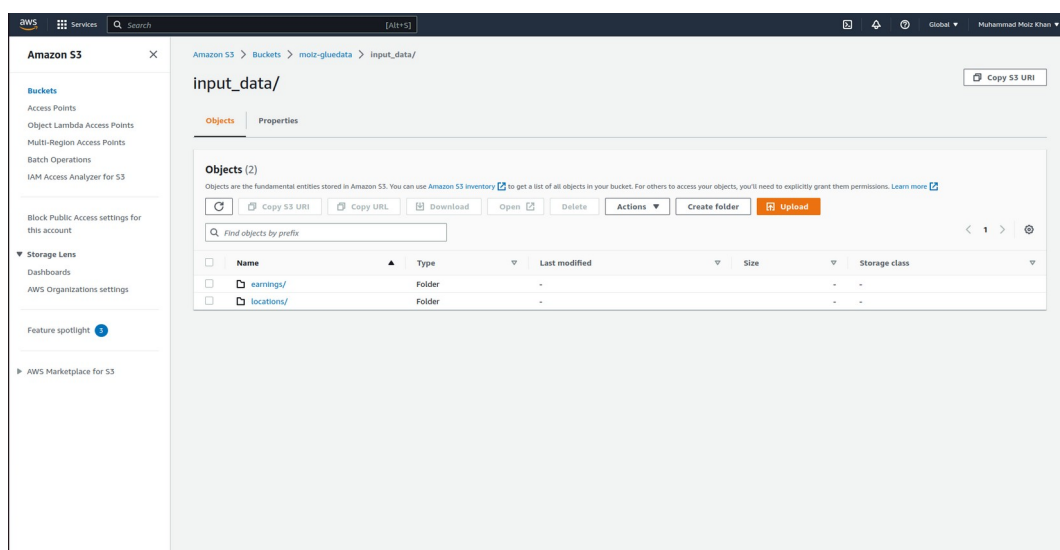 aws Services Search [Alt+S] Global Muhammad Moiz Khan
Amazon S3
Buckets
Access Points
Object Lambda Access Points
Multi-Region Access Points
Batch Operations
IAM Access Analyzer for S3
Block Public Access settings for
this account
Storage Lens
Dashboards
AWS Organizations settings
Feature spotlight 3
AWS Marketplace for S3
Amazon S3 > Buckets > moiz-gluedata > input_data/
input_data/
Copy S3 URI
Objects Properties
Objects (2)
Objects are the fundamental entities stored in Amazon S3. You can use Amazon S3 inventory to get a list of all objects in your bucket. For others to access your objects, you'll need to explicitly grant them permissions. Learn more
Copy S3 URI Copy URL Download Open Delete Actions Create folder Upload
Find objects by prefix
< 1 >
Name Type Last modified Size Storage class
earnings/ Folder - - -
locations/ Folder - - -